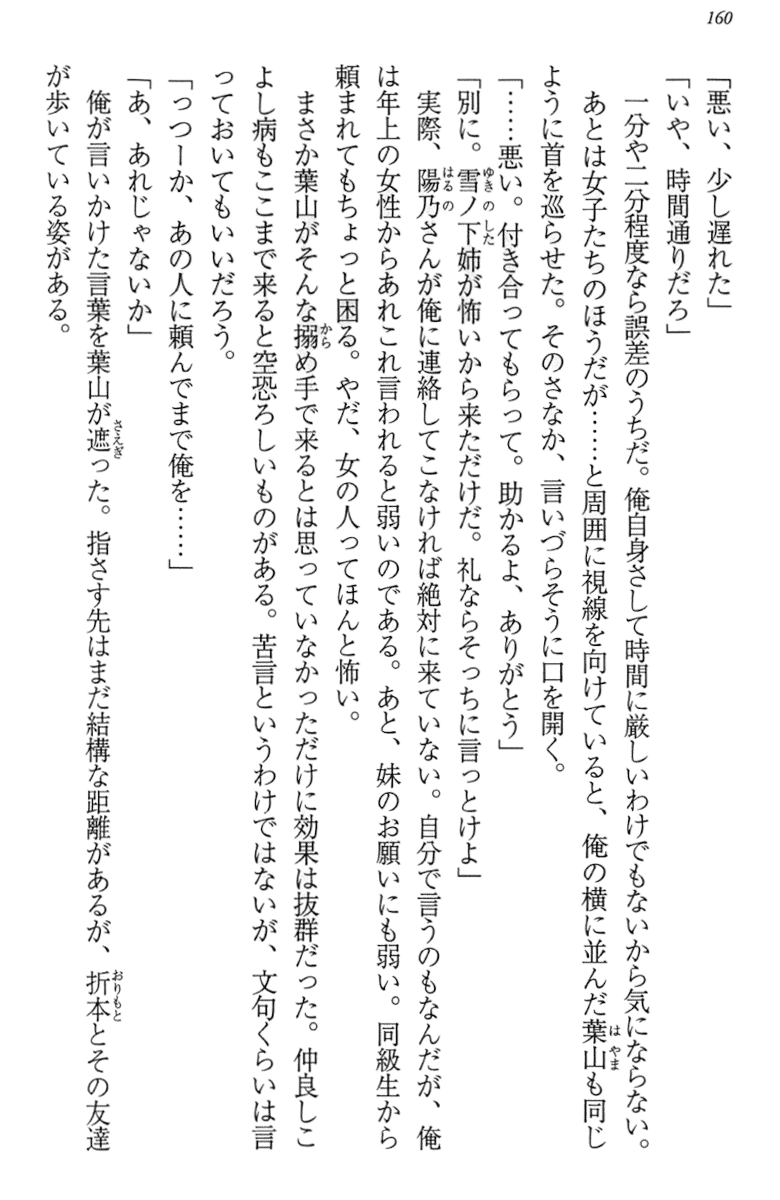 160
「悪い、少し遅れた」
「いや、時間通りだろ」
　一分や二分程度なら誤差のうちだ。俺自身さして時間に厳しいわけでもないから気にならない。
　あとは女子たちのほうだが……と周囲に視線を向けていると、俺の横に並んだ葉山も同じ
ように首を巡らせた。そのさなか、言いづらそうに口を開く。
「……悪い。付き合ってもらって。助かるよ、ありがとう」
「別に。雪ノ下姉が怖いから来ただけだ。礼ならそっちに言っとけよ」
　実際、陽乃さんが俺に連絡してこなければ絶対に来ていない。自分で言うのもなんだが、俺
は年上の女性からあれこれ言われると弱いのである。あと、妹のお願いにも弱い。同級生から
頼まれてもちょっと困る。やだ、女の人ってほんと怖い。
　まさか葉山がそんな搦め手で来るとは思っていなかっただけに効果は抜群だった。仲良しこ
よし病もここまで来ると空恐ろしいものがある。苦言というわけではないが、文句くらいは言
っておいてもいいだろう。
「っつーか、あの人に頼んでまで俺を……」
「あ、あれじゃないか」
　俺が言いかけた言葉を葉山が遮った。指さす先はまだ結構な距離があるが、折本とその友達
が歩いている姿がある。